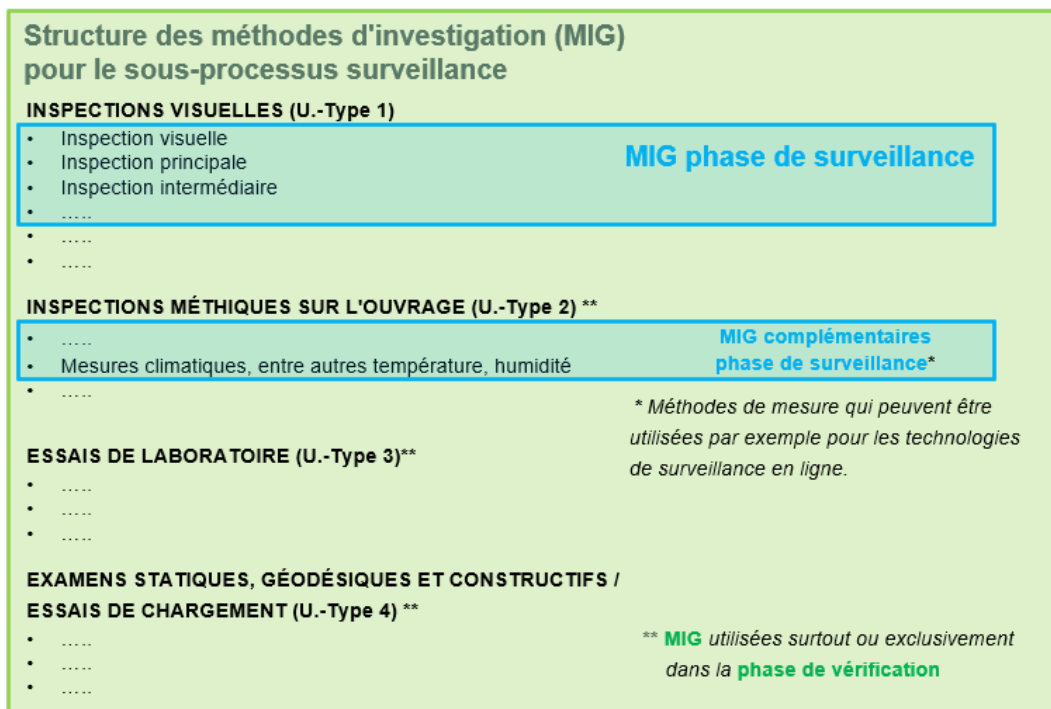 Structure des méthodes d'investigation (MIG)
pour le sous-processus surveillance
INSPECTIONS VISUELLES (U.-Type 1)
• Inspection visuelle
• Inspection principale
• Inspection intermédiaire
• .....
MIG phase de surveillance
• .....
• .....
INSPECTIONS MÉTHIQUES SUR L'OUVRAGE (U.-Type 2) **
• .....
• Mesures climatiques, entre autres température, humidité
MIG complémentaires
phase de surveillance*
• .....
* Méthodes de mesure qui peuvent être
utilisées par exemple pour les technologies
de surveillance en ligne.
ESSAIS DE LABORATOIRE (U.-Type 3)**
• .....
• .....
• .....
EXAMENS STATIQUES, GÉODÉSIQUES ET CONSTRUCTIFS /
ESSAIS DE CHARGEMENT (U.-Type 4) **
• .....
• .....
• .....
** MIG utilisées surtout ou exclusivement
dans la phase de vérification